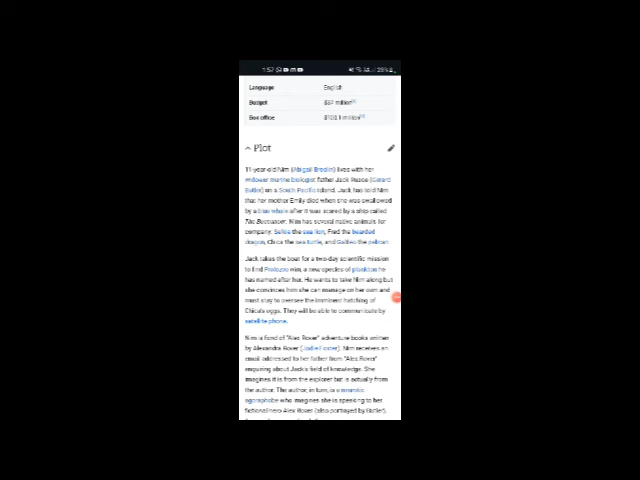 1:57
Language English
Budget $37 million
Box office
Plot
11-year-old Nim (Abigail Breslin) lives with her
widower marine biologist father Jack Rusoe (Gerard
Butler) on a South Pacific island. Jack has told Nim
that her mother Emily died when she was swallowed
by a blue whale after it was scared by a ship called
The Buccaneer. Nim has several native animals for
company: Selkie the sea lion, Fred the bearded
dragon, Chica the sea turtle, and Galileo the pelican.
Jack takes the boat for a two-day scientific mission
to find Protozoa nim, a new species of plankton he
has named after her. He wants to take Nim along but
she convinces him she can manage on her own and
must stay to oversee the imminent hatching of
Chica's eggs. They will be able to communicate by
satellite phone.
Nim is fond of "Alex Rover" adventure books written
by Alexandra Rover (Jodie Foster). Nim receives an
email addressed to her father from "Alex Rover"
enquiring about Jack's field of knowledge. She
imagines it is from the explorer but is actually from
the author. The author, in turn, is a neurotic
agoraphobe who imagines she is speaking to her
fictional hero Alex Rover (also portrayed by Butler).